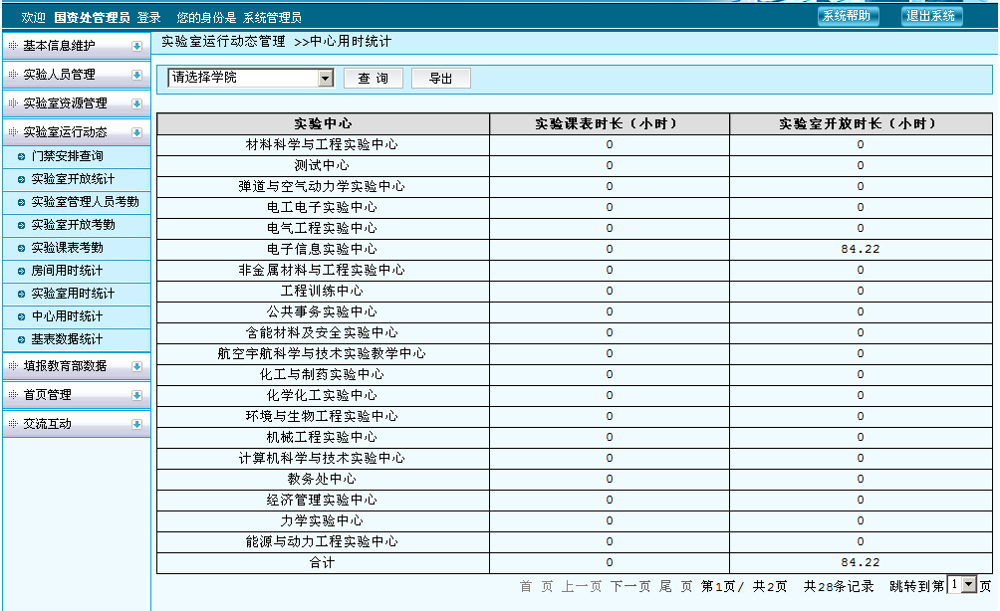 欢迎 国资处管理员 登录 您的身份是 系统管理员 系统帮助 退出系统
基本信息维护
实验人员管理
实验室资源管理
实验室运行动态
门禁安排查询
实验室开放统计
实验室管理人员考勤
实验室开放考勤
实验课表考勤
房间用时统计
实验室用时统计
中心用时统计
基表数据统计
填报教育部数据
首页管理
交流互动
实验室运行动态管理 >>中心用时统计
请选择学院 查 询 导出
实验中心 实验课表时长（小时） 实验室开放时长（小时）
材料科学与工程实验中心 0 0
测试中心 0 0
弹道与空气动力学实验中心 0 0
电工电子实验中心 0 0
电气工程实验中心 0 0
电子信息实验中心 0 84.22
非金属材料与工程实验中心 0 0
工程训练中心 0 0
公共事务实验中心 0 0
含能材料及安全实验中心 0 0
航空宇航科学与技术实验教学中心 0 0
化工与制药实验中心 0 0
化学化工实验中心 0 0
环境与生物工程实验中心 0 0
机械工程实验中心 0 0
计算机科学与技术实验中心 0 0
教务处中心 0 0
经济管理实验中心 0 0
力学实验中心 0 0
能源与动力工程实验中心 0 0
合计 0 84.22
首 页 上一页 下一页 尾 页 第1页/ 共2页 共28条记录 跳转到第 1 页